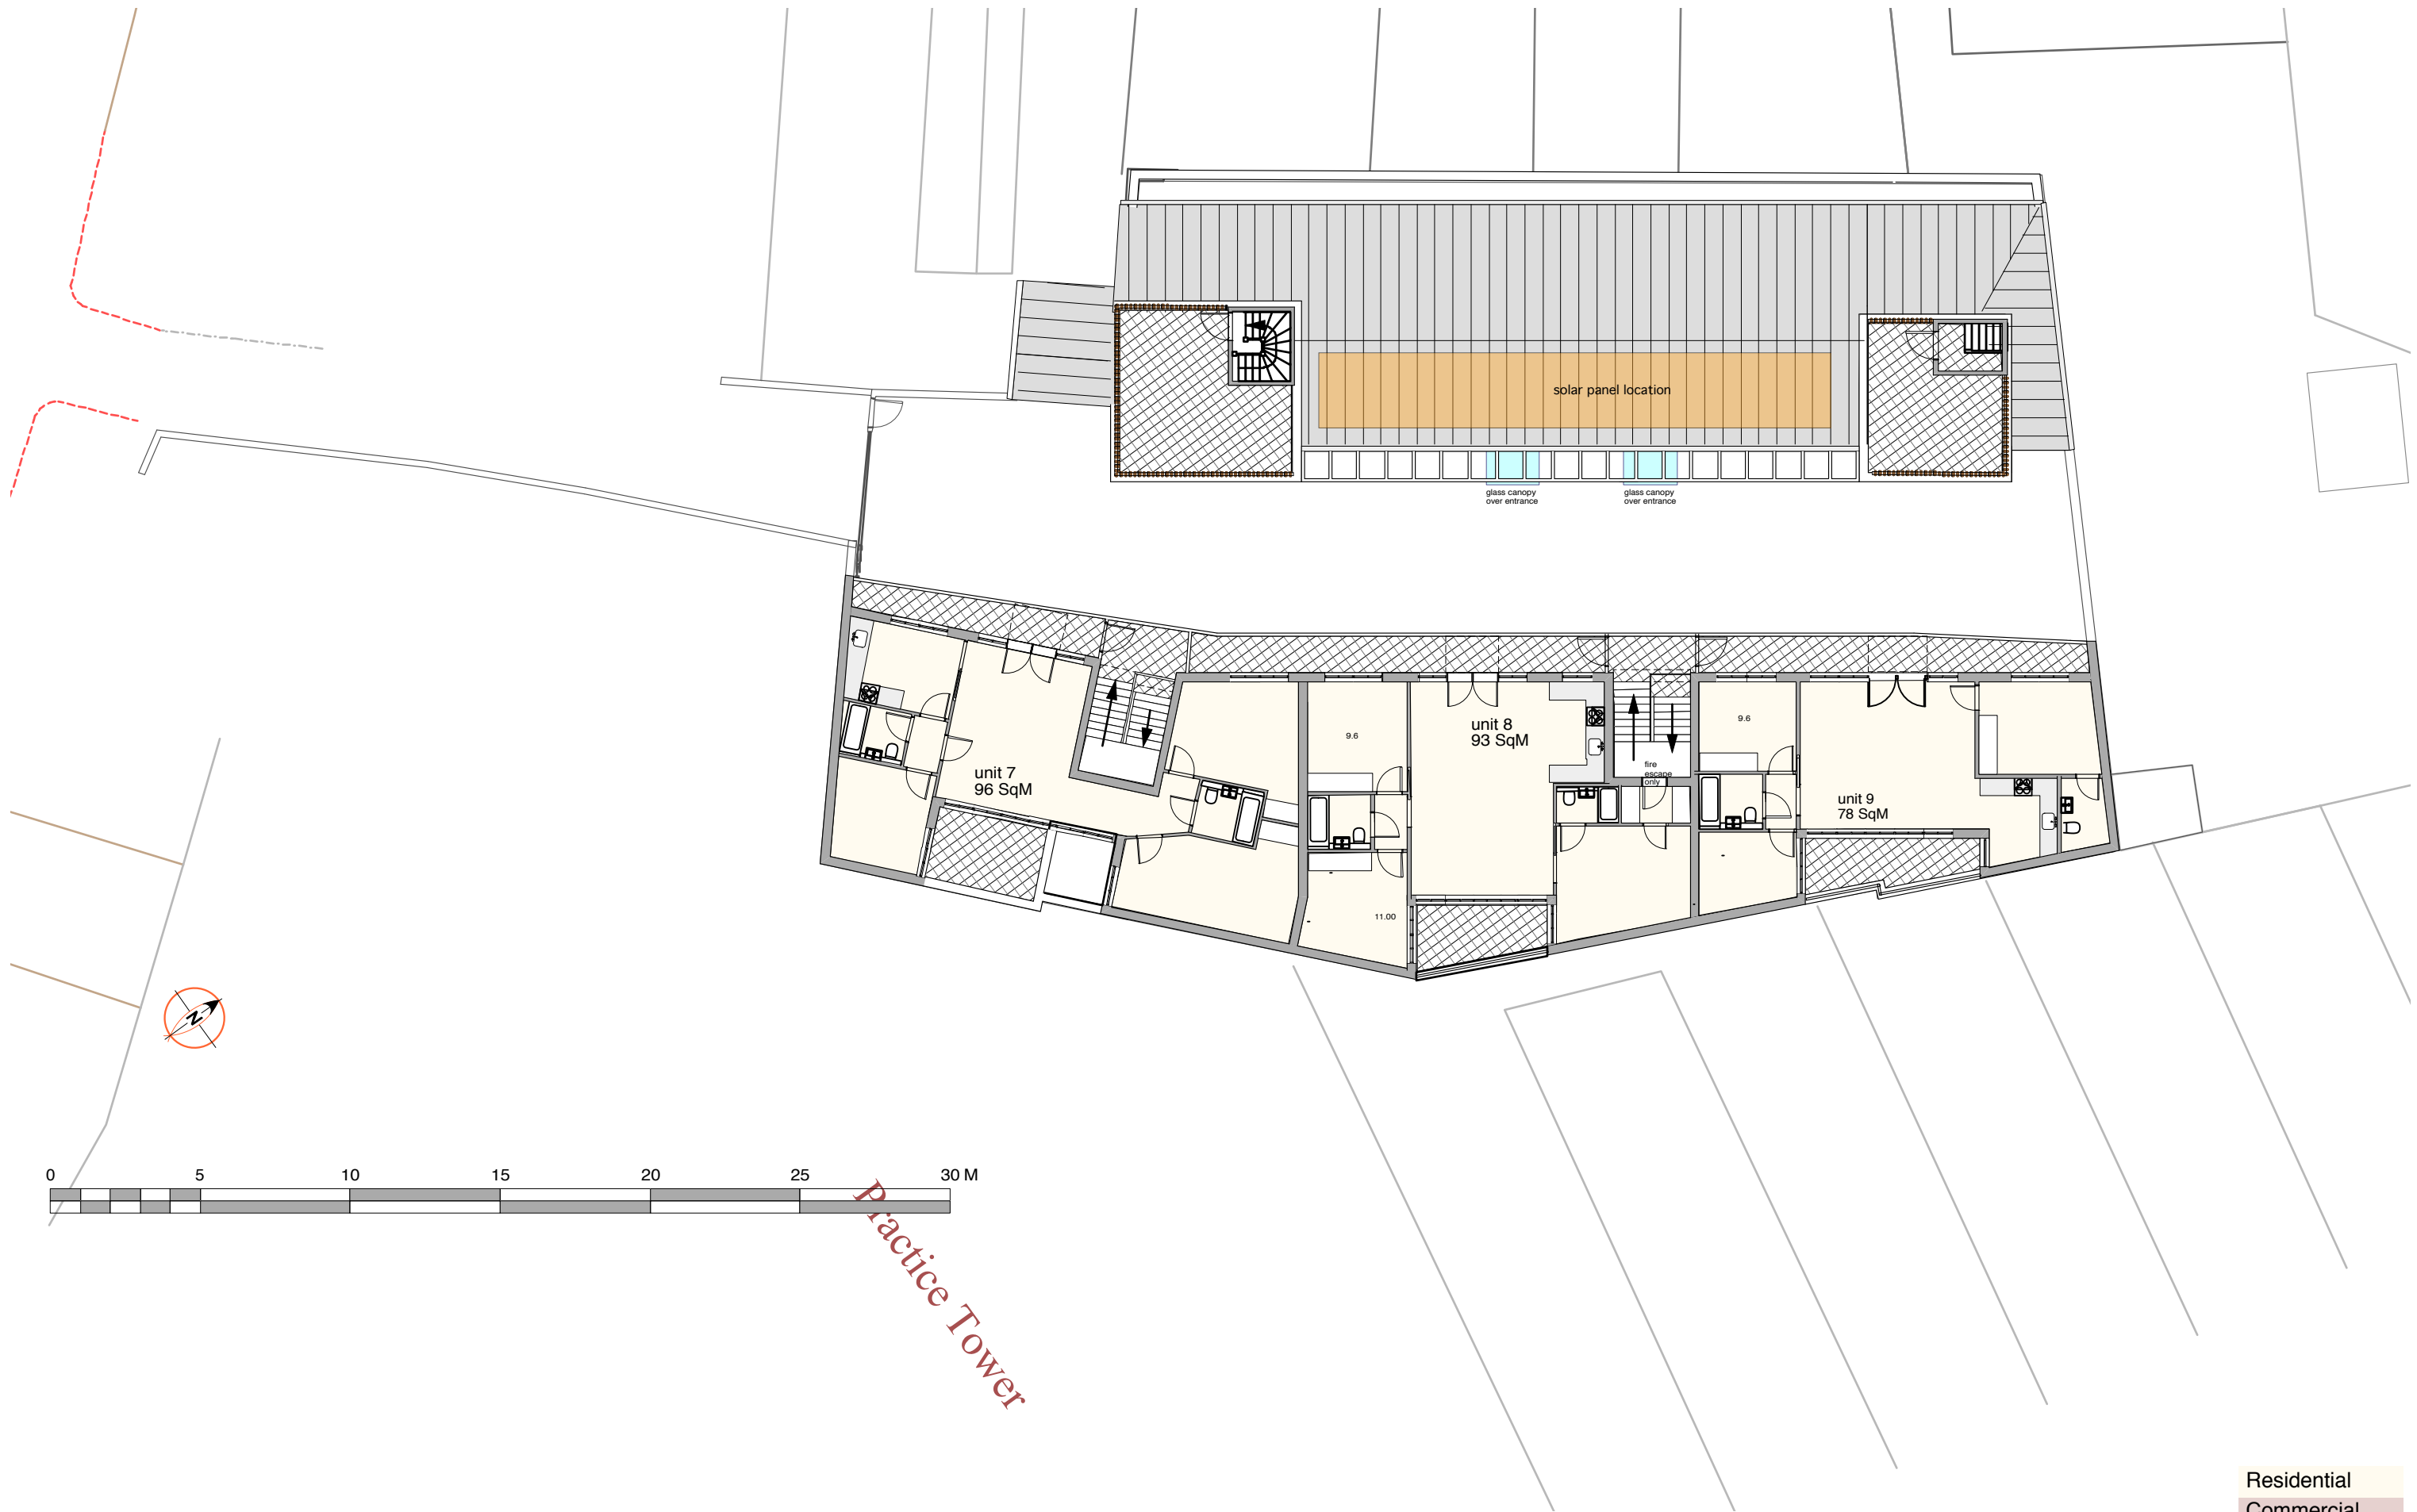 solar panel location
glass canopy
over entrance
glass canopy
over entrance
unit 7
96 SqM
9.6
unit 8
93 SqM
11.00
fire
escape
only
9.6
unit 9
78 SqM
N
0 5 10 15 20 25 30 M
Practice Tower
Residential
Commercial